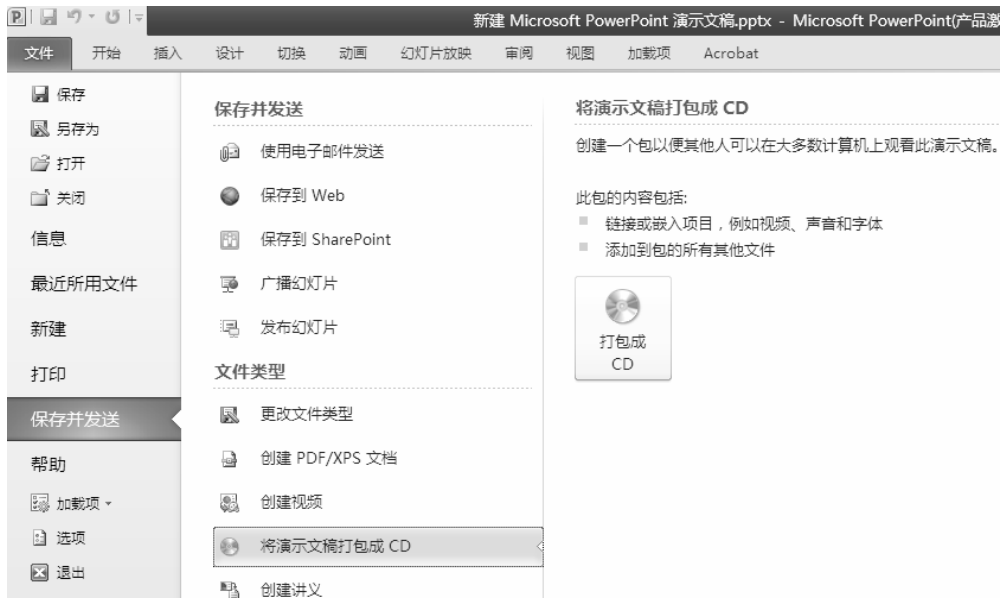 新建 Microsoft PowerPoint 演示文稿.pptx - Microsoft PowerPoint(产品激
文件 开始 插入 设计 切换 动画 幻灯片放映 审阅 视图 加载项 Acrobat
保存
另存为
打开
关闭
信息
最近所用文件
新建
打印
保存并发送
帮助
加载项
选项
退出
保存并发送
使用电子邮件发送
保存到 Web
保存到 SharePoint
广播幻灯片
发布幻灯片
文件类型
更改文件类型
创建 PDF/XPS 文档
创建视频
将演示文稿打包成 CD
创建讲义
将演示文稿打包成 CD
创建一个包以便其他人可以在大多数计算机上观看此演示文稿。
此包的内容包括:
链接或嵌入项目，例如视频、声音和字体
添加到包的所有其他文件
打包成
CD